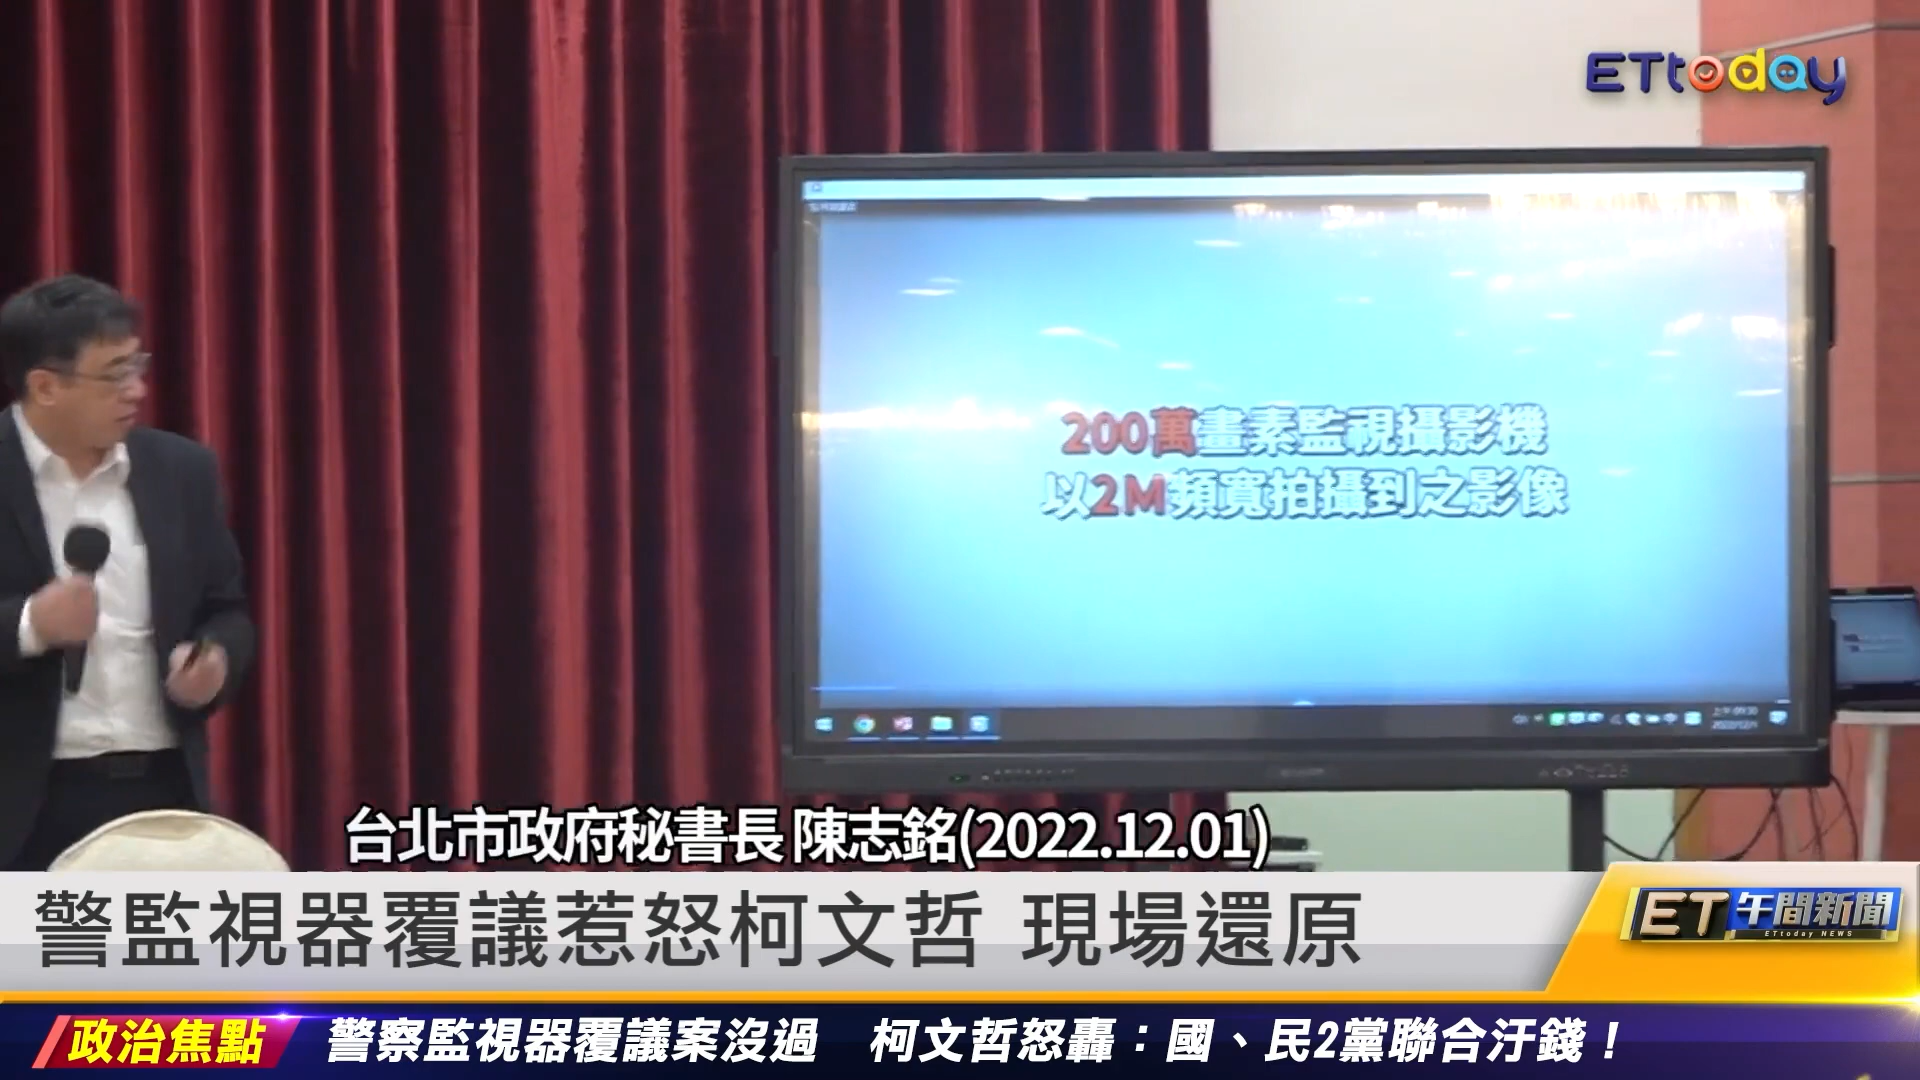 ETtoday
200萬畫素監視攝影機
以2M頻寬拍攝到之影像
台北市政府秘書長 陳志銘(2022.12.01)
警監視器覆議惹怒柯文哲 現場還原
ET午間新聞
ETtoday NEWS
政治焦點
警察監視器覆議案沒過 柯文哲怒轟：國、民2黨聯合汙錢！